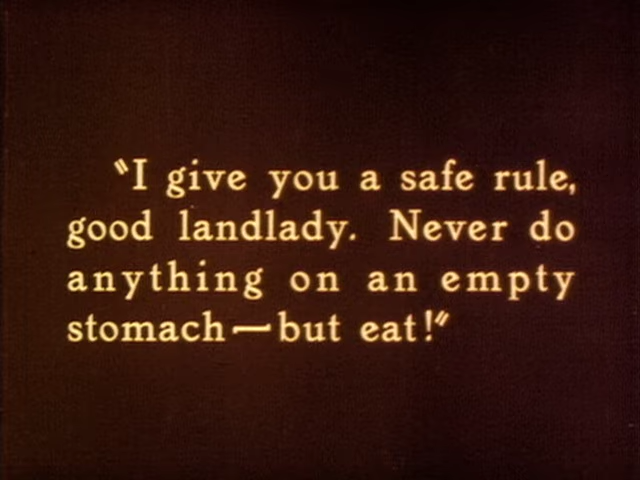 "I give you a safe rule,
good landlady. Never do
anything on an empty
stomach—but eat!"